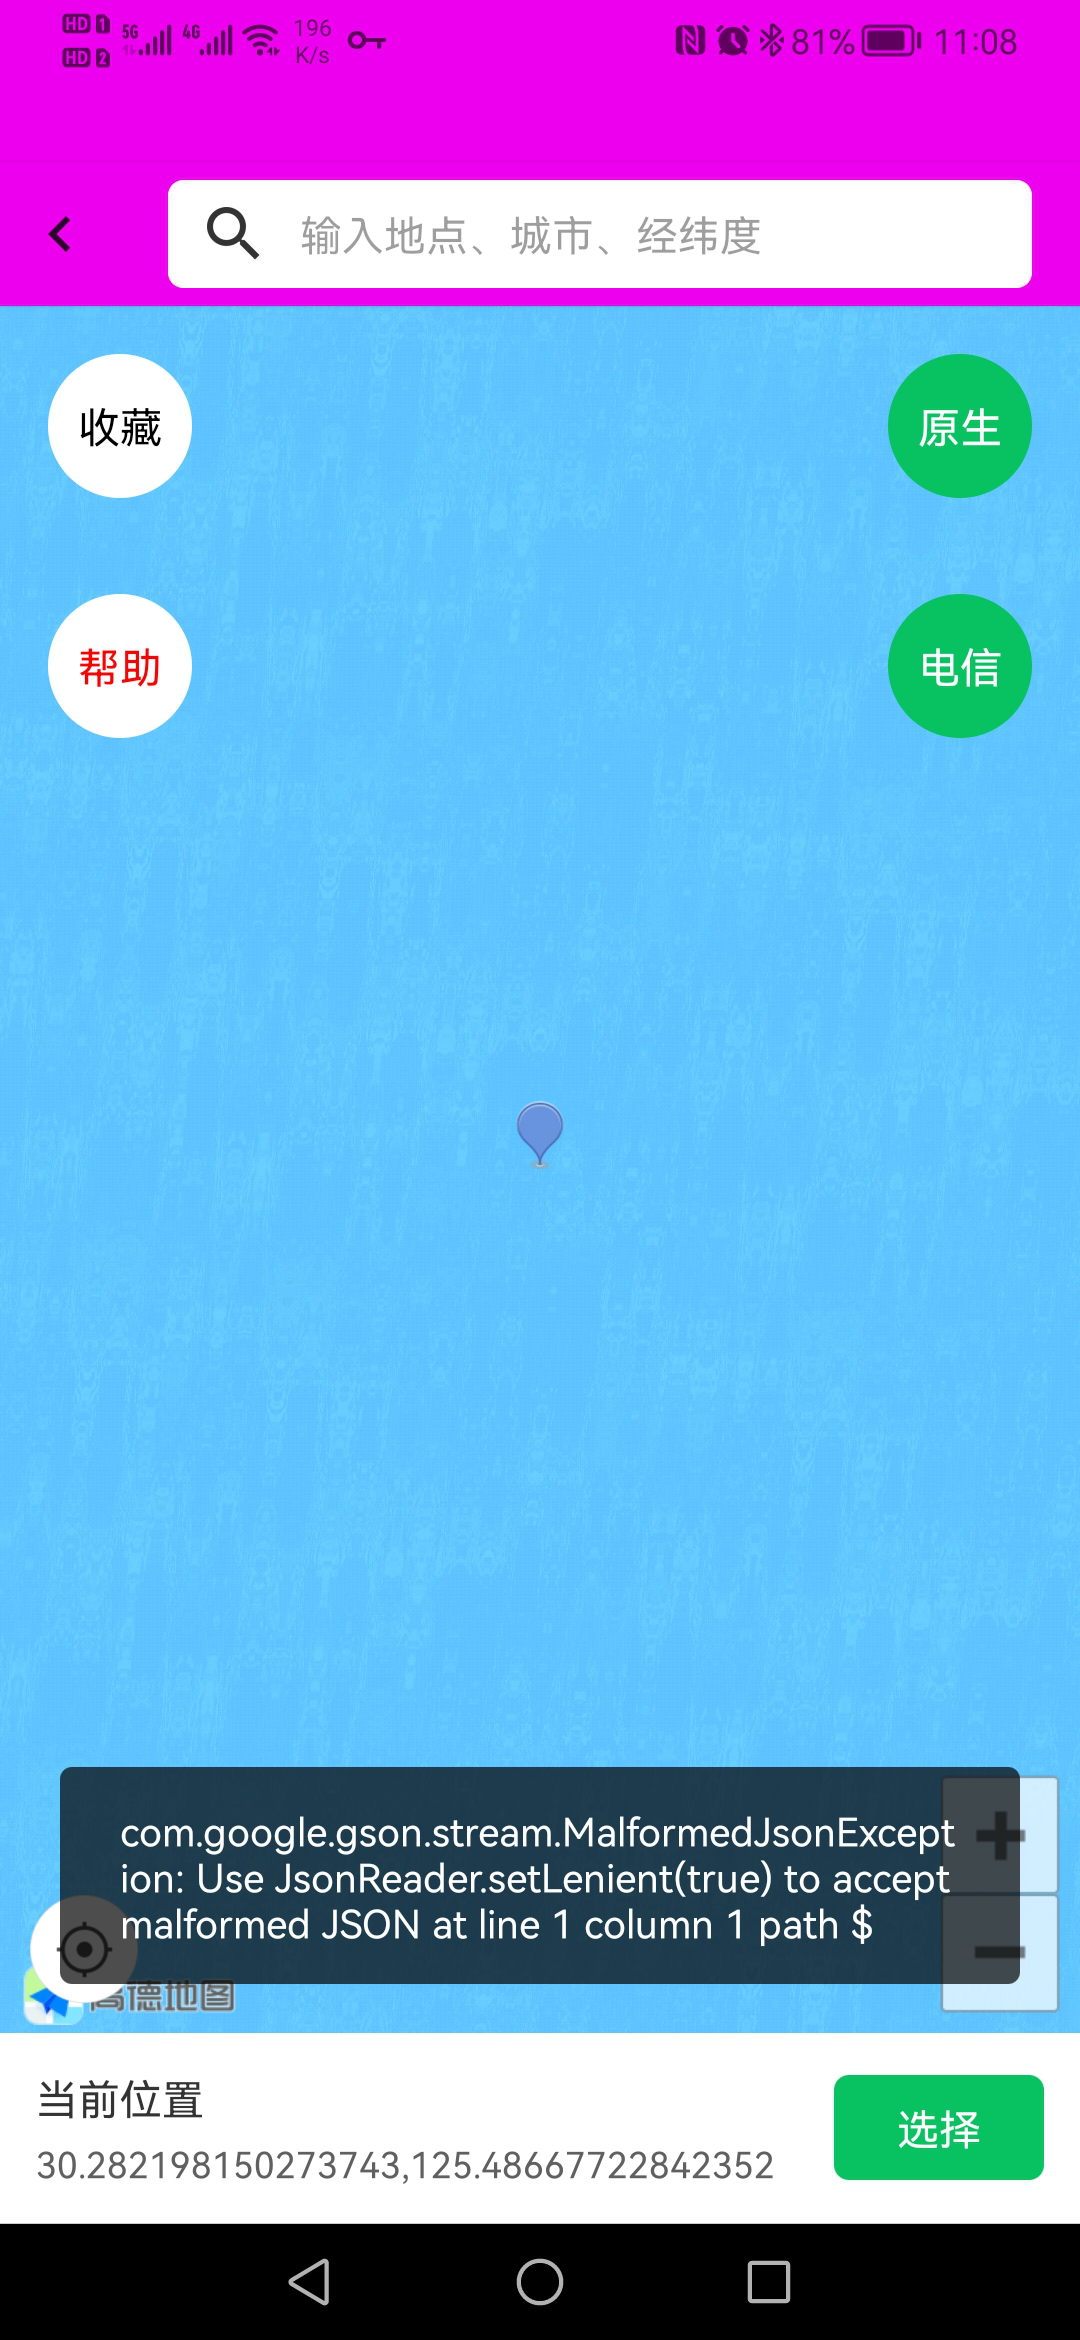 HD 1 5G 4G 196 81% 11:08
HD 2 K/s
输入地点、城市、经纬度
收藏
原生
帮助
电信
com.google.gson.stream.MalformedJsonExcept
ion: Use JsonReader.setLenient(true) to accept
malformed JSON at line 1 column 1 path $
高德地图
当前位置
30.282198150273743,125.48667722842352
选择